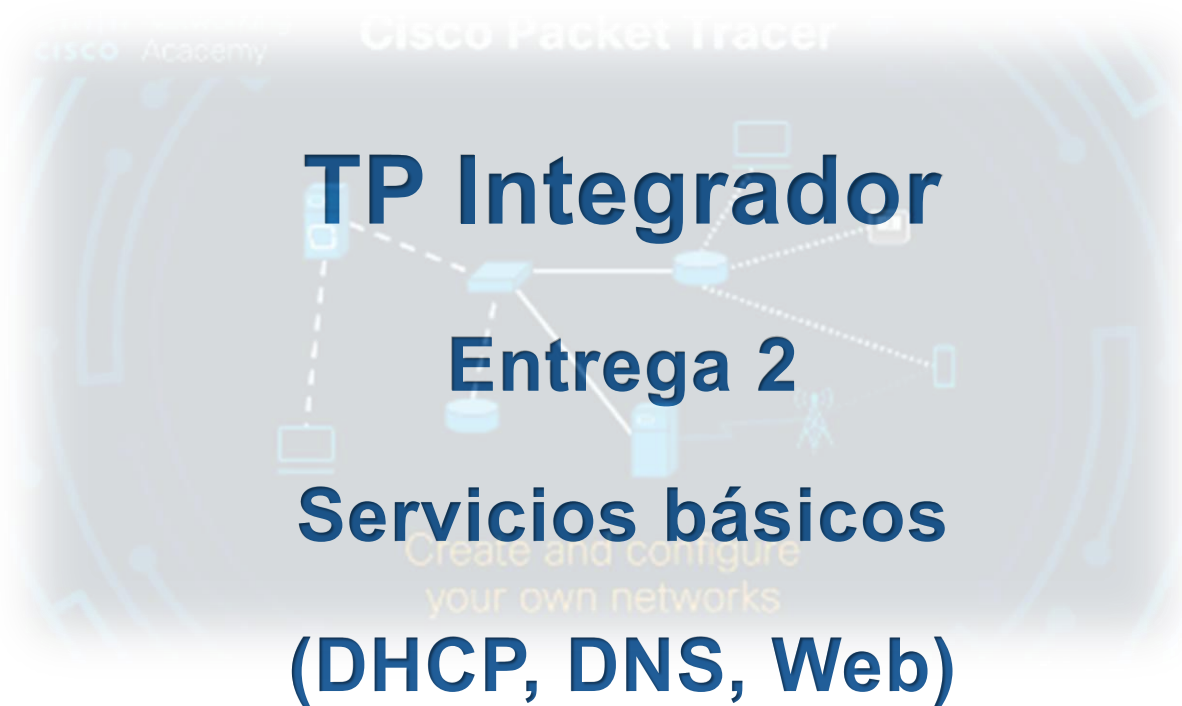 Cisco Packet Tracer
CISCO Academy
TP Integrador
Entrega 2
Servicios básicos
Create and configure
your own networks
(DHCP, DNS, Web)